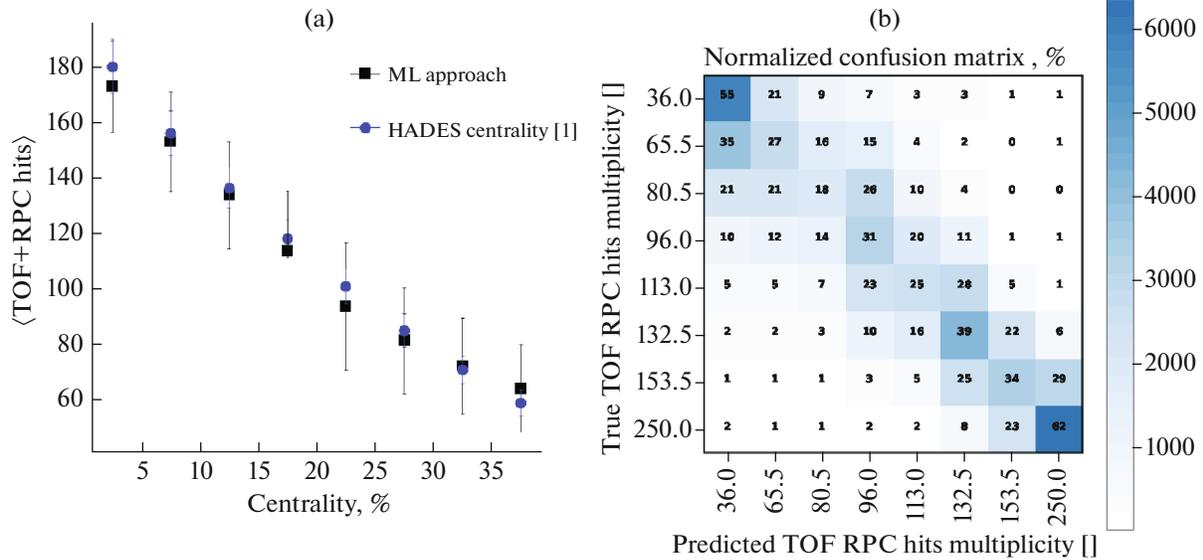 (a)
⟨TOF+RPC hits⟩
180
160
140
120
100
80
60
ML approach
HADES centrality [1]
5 10 15 20 25 30 35
Centrality, %
(b)
Normalized confusion matrix , %
True TOF RPC hits multiplicity []
36.0 55 21 9 7 3 3 1 1
65.5 35 27 16 15 4 2 0 1
80.5 21 21 18 26 10 4 0 0
96.0 10 12 14 31 20 11 1 1
113.0 5 5 7 23 25 28 5 1
132.5 2 2 3 10 16 39 22 6
153.5 1 1 1 3 5 25 34 29
250.0 2 1 1 2 2 8 23 62
36.0 65.5 80.5 96.0 113.0 132.5 153.5 250.0
Predicted TOF RPC hits multiplicity []
6000
5000
4000
3000
2000
1000